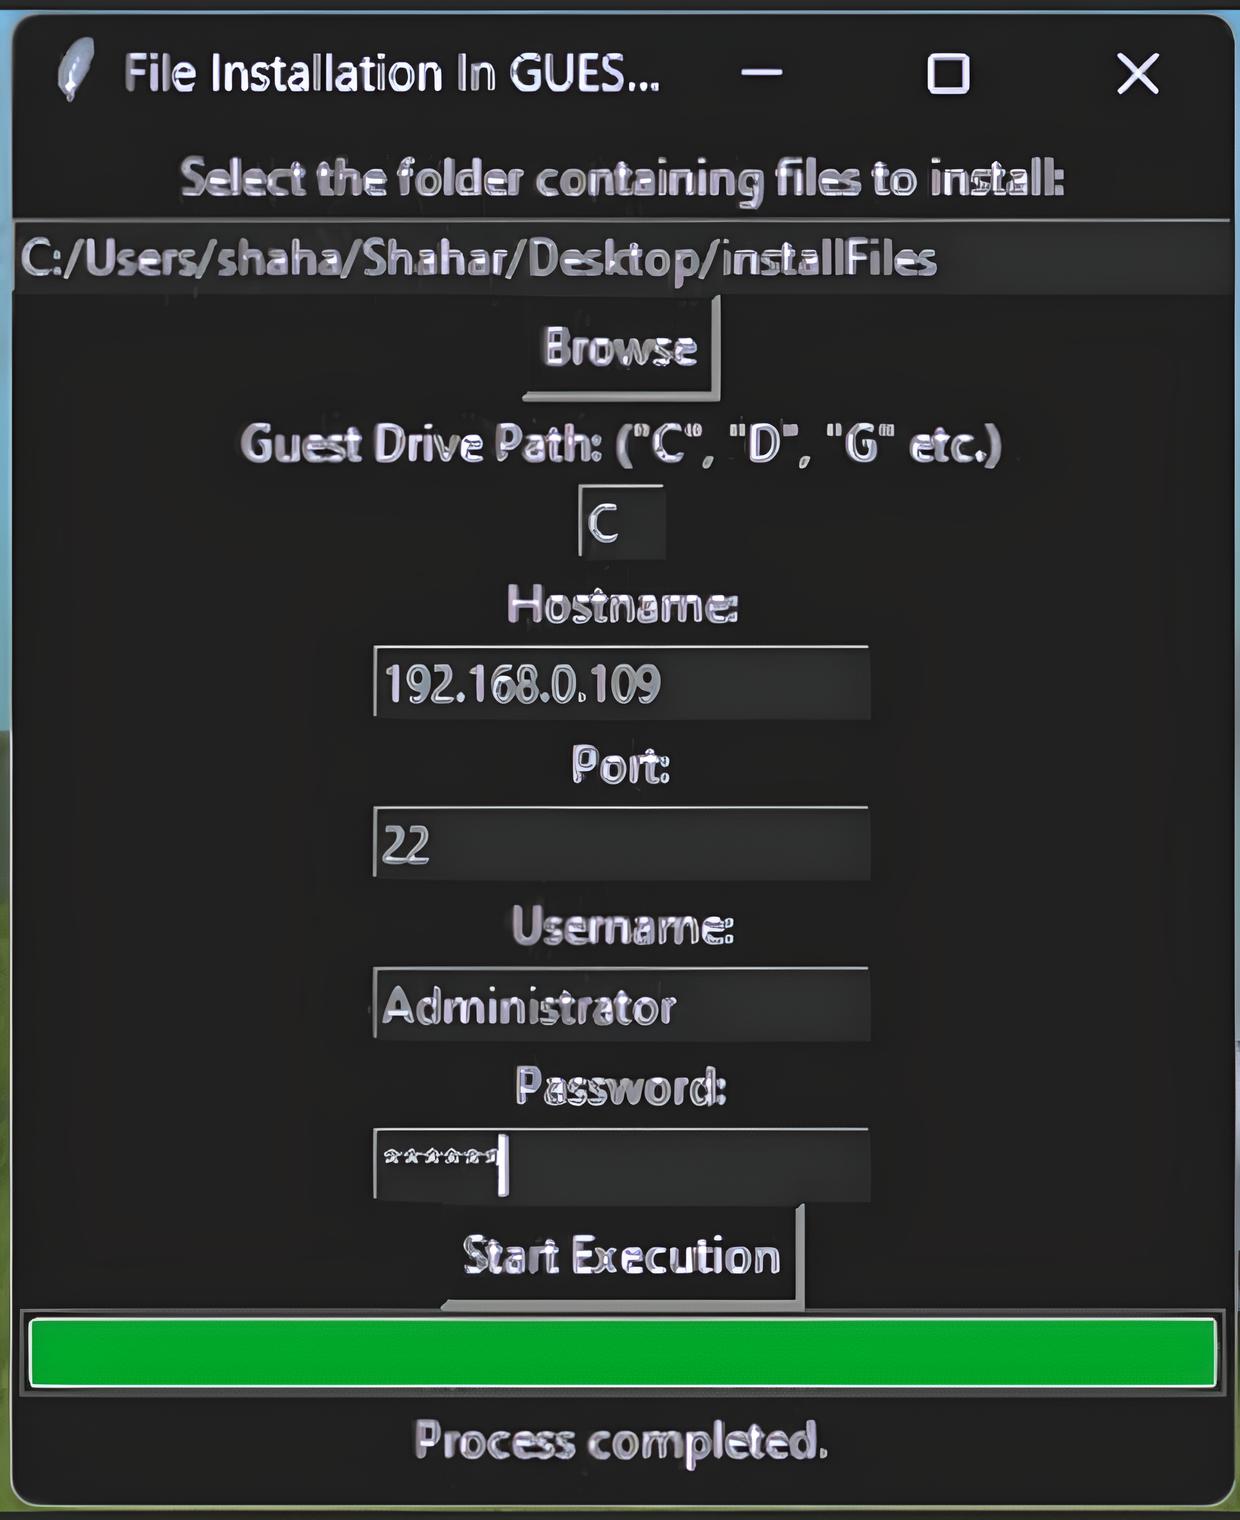 File Installation In GUES...
Select the folder containing files to install:
C:/Users/shaha/Shahar/Desktop/installFiles
Browse
Guest Drive Path: ("C", "D", "G" etc.)
C
Hostname:
192.168.0.109
Port:
22
Username:
Administrator
Password:
******
Start Execution
Process completed.